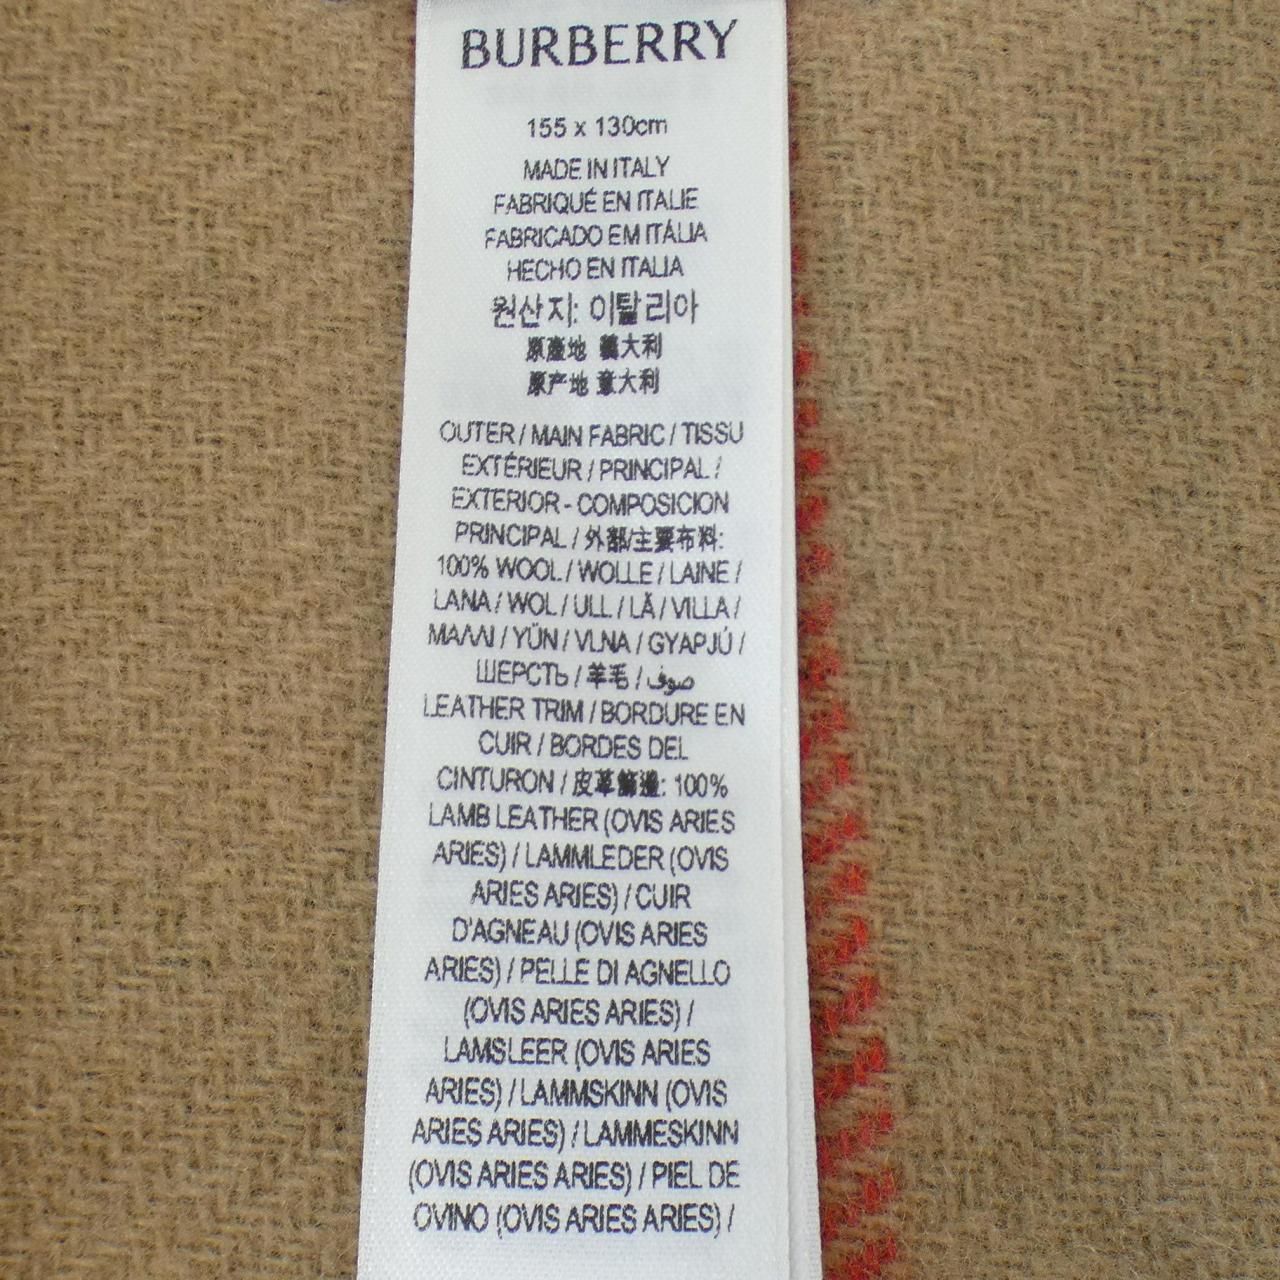 BURBERRY
155 x 130cm
MADE IN ITALY
FABRIQUÉ EN ITALIE
FABRICADO EM ITÁLIA
HECHO EN ITALIA
원산지: 이탈리아
原產地 義大利
原产地 意大利
OUTER / MAIN FABRIC / TISSU
EXTÉRIEUR / PRINCIPAL /
EXTERIOR - COMPOSICION
PRINCIPAL / 外部/主要布料:
100% WOOL / WOLLE / LAINE /
LANA / WOL / ULL / LÃ / VILLA /
ΜΑΛΛΙ / YÜN / VLNA / GYAPJÚ /
ШЕРСТЬ / 羊毛 / صوف
LEATHER TRIM / BORDURE EN
CUIR / BORDES DEL
CINTURON / 皮革飾邊: 100%
LAMB LEATHER (OVIS ARIES
ARIES) / LAMMLEDER (OVIS
ARIES ARIES) / CUIR
D'AGNEAU (OVIS ARIES
ARIES) / PELLE DI AGNELLO
(OVIS ARIES ARIES) /
LAMSLEER (OVIS ARIES
ARIES) / LAMMSKINN (OVIS
ARIES ARIES) / LAMMESKINN
(OVIS ARIES ARIES) / PIEL DE
OVINO (OVIS ARIES ARIES) /